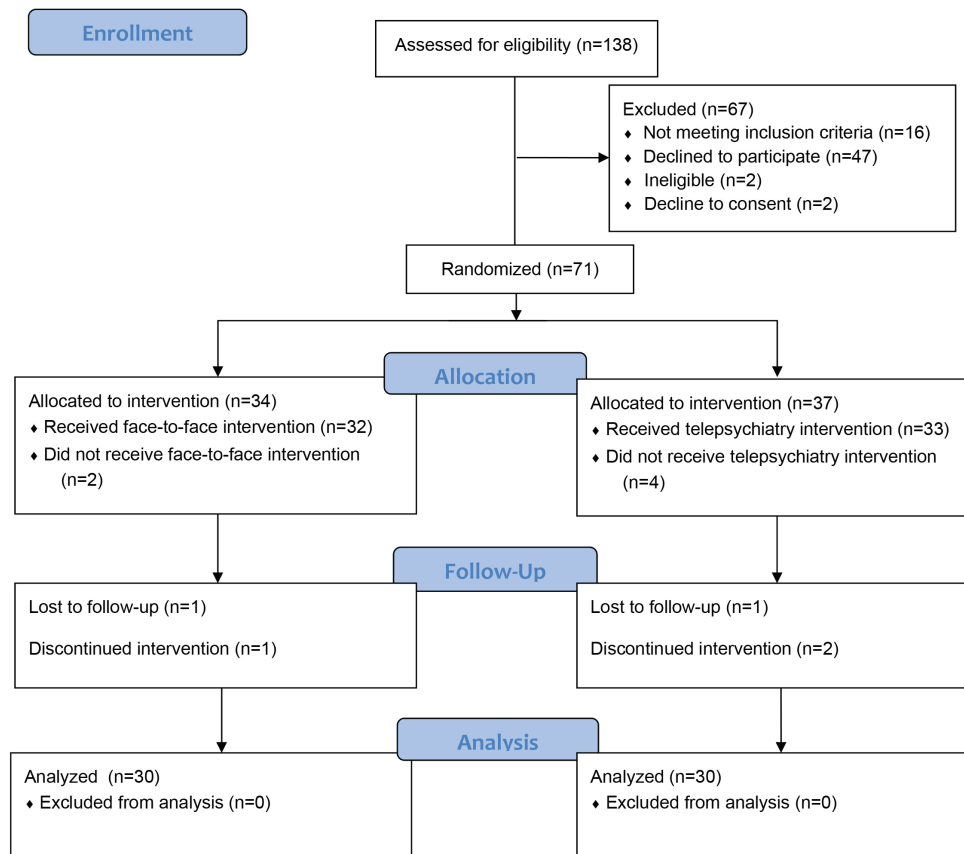 Enrollment
Assessed for eligibility (n=138)
Excluded (n=67)
♦ Not meeting inclusion criteria (n=16)
♦ Declined to participate (n=47)
♦ Ineligible (n=2)
♦ Decline to consent (n=2)
Randomized (n=71)
Allocation
Allocated to intervention (n=34)
♦ Received face-to-face intervention (n=32)
♦ Did not receive face-to-face intervention
(n=2)
Allocated to intervention (n=37)
♦ Received telepsychiatry intervention (n=33)
♦ Did not receive telepsychiatry intervention
(n=4)
Follow-Up
Lost to follow-up (n=1)
Discontinued intervention (n=1)
Lost to follow-up (n=1)
Discontinued intervention (n=2)
Analysis
Analyzed (n=30)
♦ Excluded from analysis (n=0)
Analyzed (n=30)
♦ Excluded from analysis (n=0)